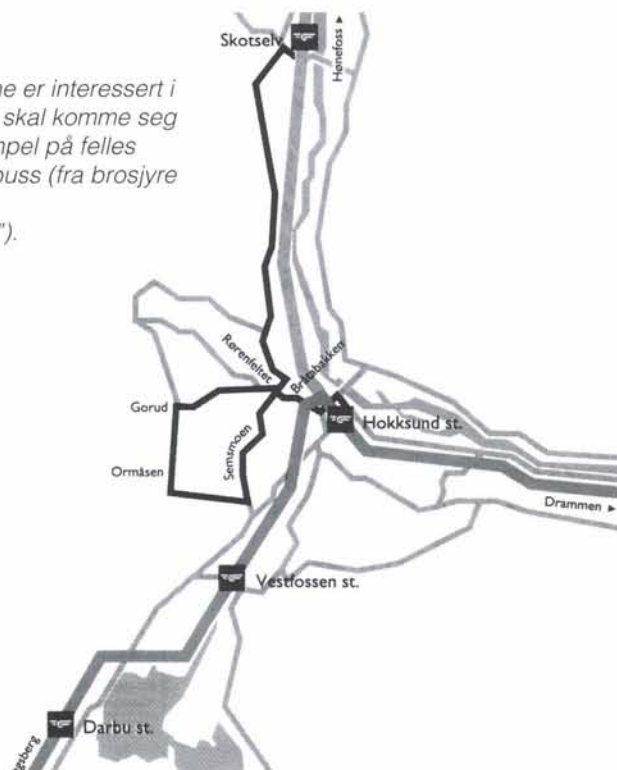 Skotselv
Hønefoss ▲
ne er interessert i
skal komme seg
mpel på felles
buss (fra brosjyre
").
Rørenfeltet
Bråtabakken
Gorud
Hokksund st.
Semsmoen
Ormåsen
Drammen ►
Vestfossen st.
Darbu st.
gsberg